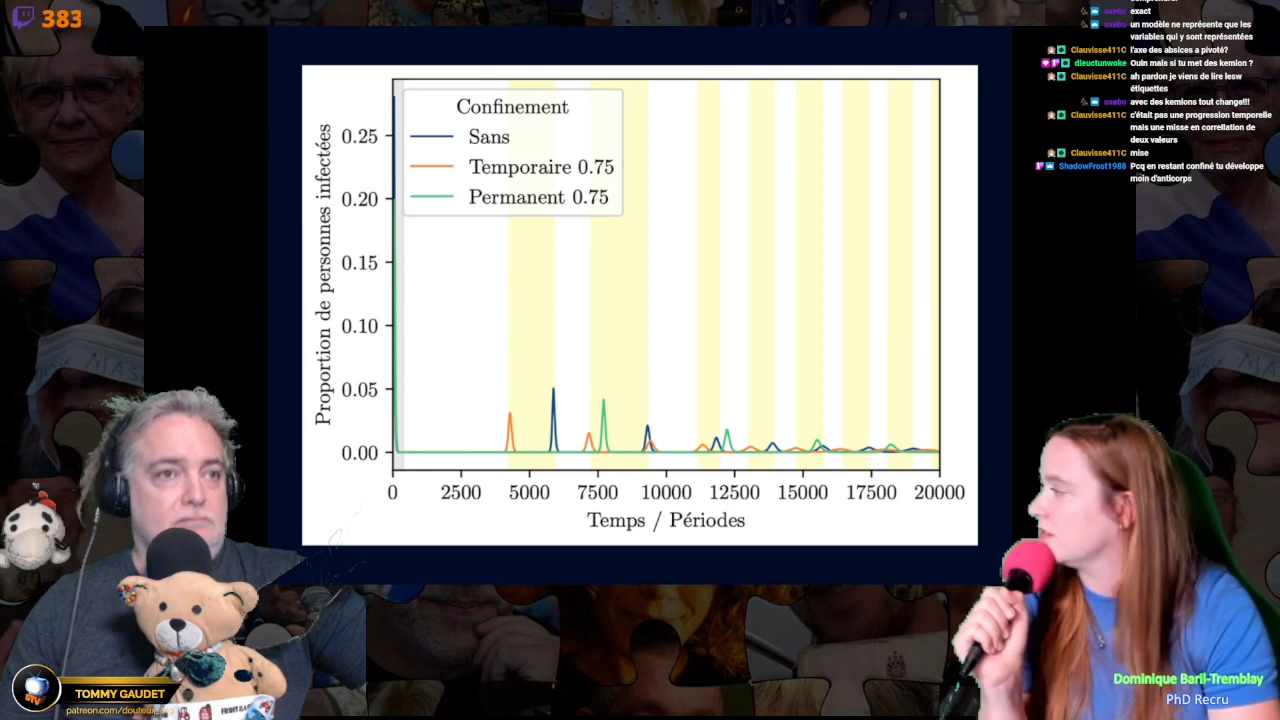 383
exact
oxebo un modèle ne représente que les
variables qui y sont représentées
Clauvisse411C l'axe des absices a pivoté?
dieuctunwoke Ouin mais si tu met des kemion ?
Clauvisse411C ah pardon je viens de lire lesw
étiquettes
oxebo avec des kemions tout change!!!
Clauvisse411C c'était pas une progression temporelle
mais une misse en correllation de
deux valeurs
Clauvisse411C mise
ShadowFrost1988 Pcq en restant confiné tu développe
moin d'anticorps
Confinement
Sans
Temporaire 0.75
Permanent 0.75
Proportion de personnes infectées
0.25
0.20
0.15
0.10
0.05
0.00
0 2500 5000 7500 10000 12500 15000 17500 20000
Temps / Périodes
TOMMY GAUDET
Dominique Baril-Tremblay
PhD Recru